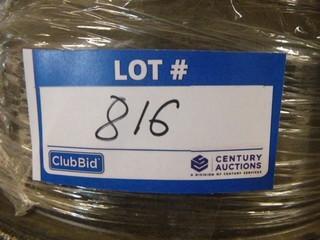 LOT #
816
ClubBid
CENTURY
AUCTIONS
A DIVISION OF CENTURY SERVICES